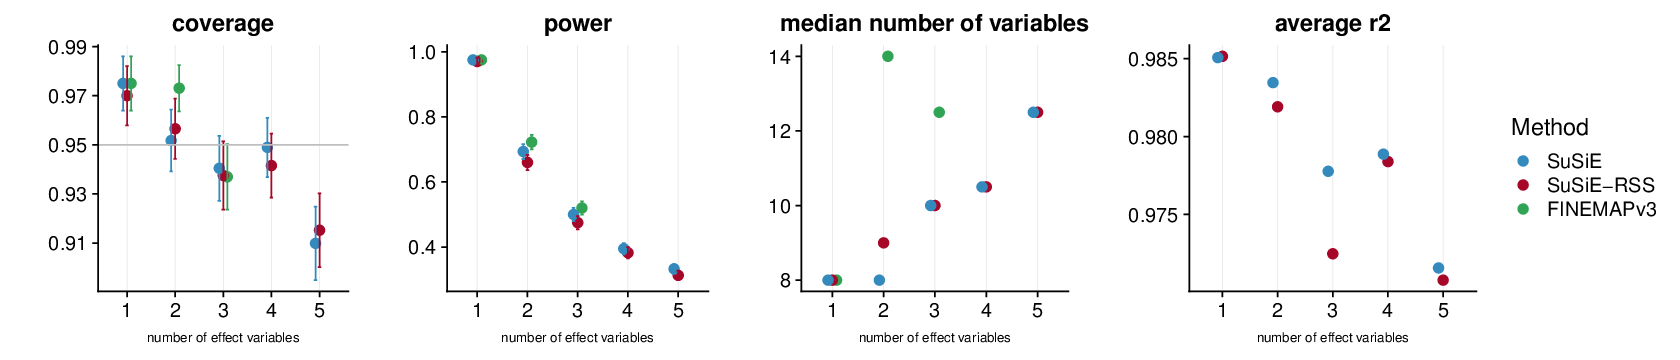 coverage
0.99
0.97
0.95
0.93
0.91
1 2 3 4 5
number of effect variables
power
1.0
0.8
0.6
0.4
1 2 3 4 5
number of effect variables
median number of variables
14
12
10
8
1 2 3 4 5
number of effect variables
average r2
0.985
0.980
0.975
1 2 3 4 5
number of effect variables
Method
SuSiE
SuSiE−RSS
FINEMAPv3